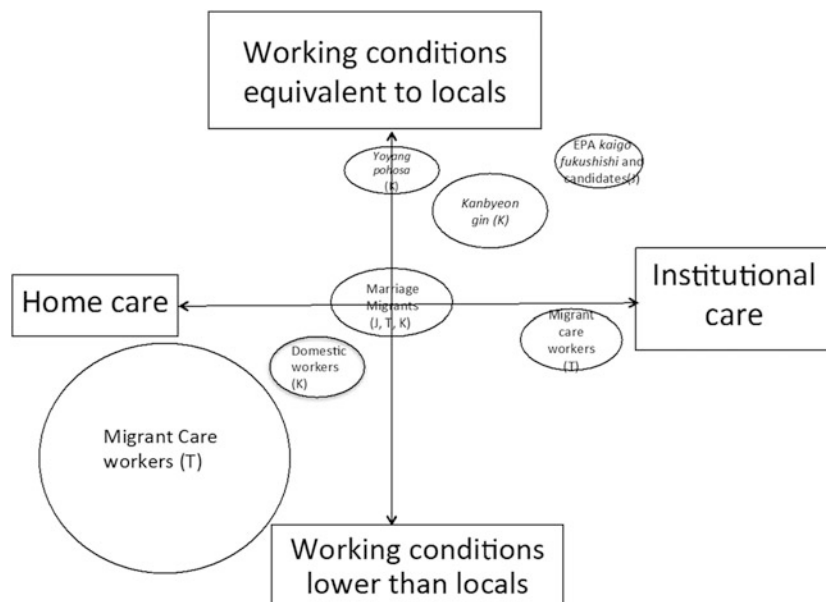 Working conditions
equivalent to locals
EPA kaigo
fukushishi and
candidates(J)
Yoyang
pohosa
(K)
Kanbyeon
gin (K)
Institutional
care
Home care
Marriage
Migrants
(J, T, K)
Migrant
care
workers
(T)
Domestic
workers
(K)
Migrant Care
workers (T)
Working conditions
lower than locals